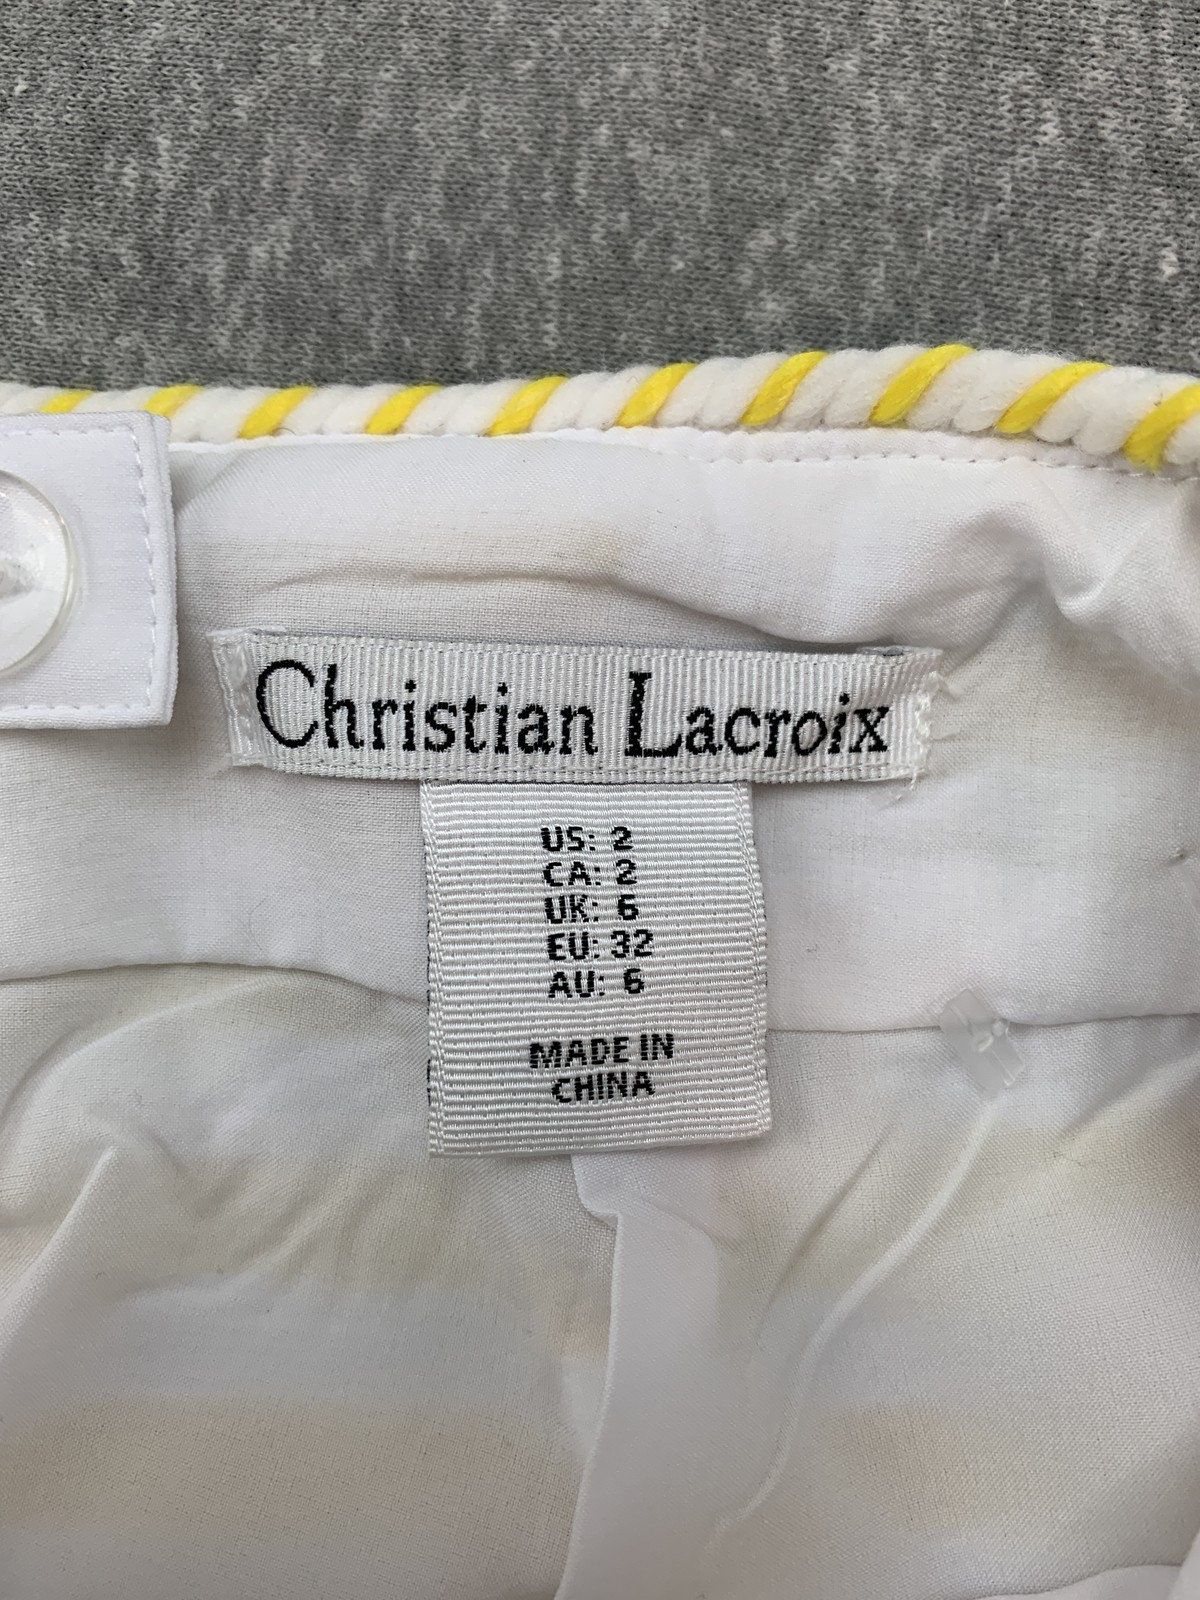 Christian Lacroix
US: 2
CA: 2
UK: 6
EU: 32
AU: 6
MADE IN
CHINA